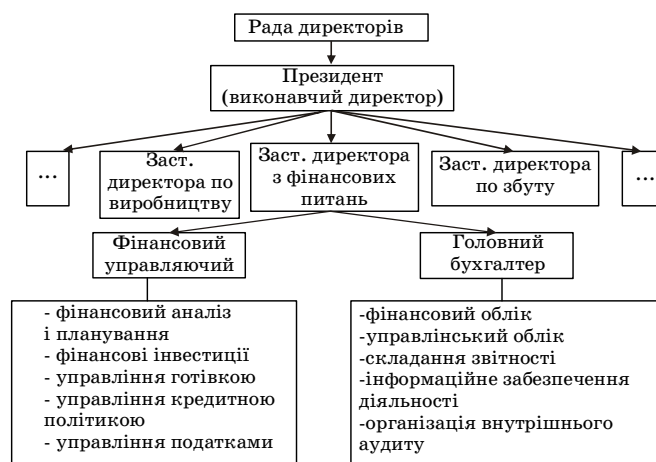 Рада директорів
Президент
(виконавчий директор)
...
Заст.
директора по
виробництву
Заст. директора
з фінансових
питань
Заст. директора
по збуту
...
Фінансовий
управляючий
Головний
бухгалтер
- фінансовий аналіз
і планування
- фінансові інвестиції
- управління готівкою
- управління кредитною
політикою
- управління податками
-фінансовий облік
-управлінський облік
-складання звітності
-інформаційне забезпечення
діяльності
-організація внутрішнього
аудиту